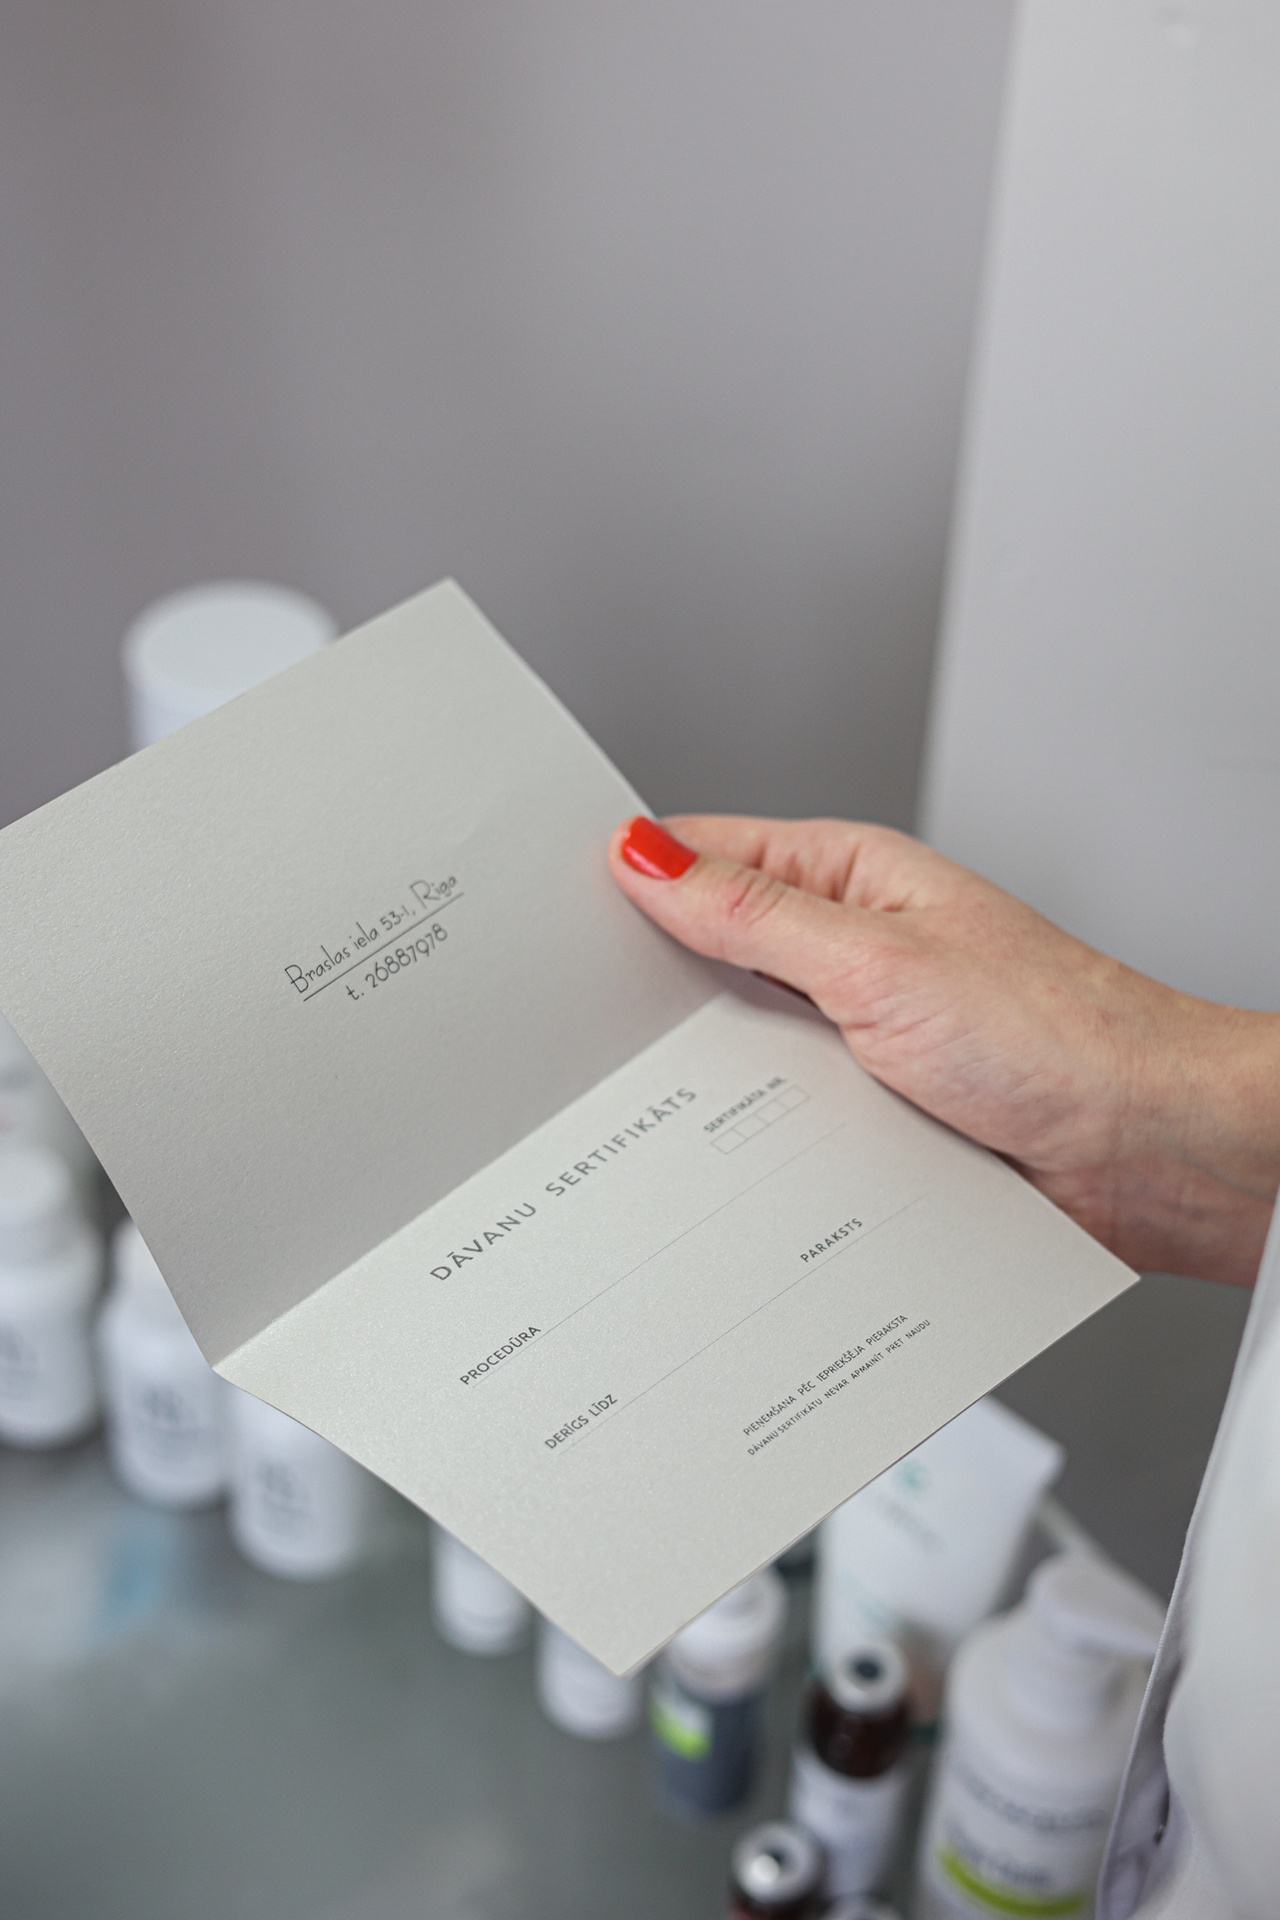 Braslas iela 53-1, Rīga
t. 26887978
DĀVANU SERTIFIKĀTS
SERTIFIKĀTA NR.
PROCEDŪRA
DERĪGS LĪDZ
PARAKSTS
PIEŅEMŠANA PĒC IEPRIEKŠĒJA PIERAKSTA
DĀVANU SERTIFIKĀTU NEVAR APMAINĪT PRET NAUDU